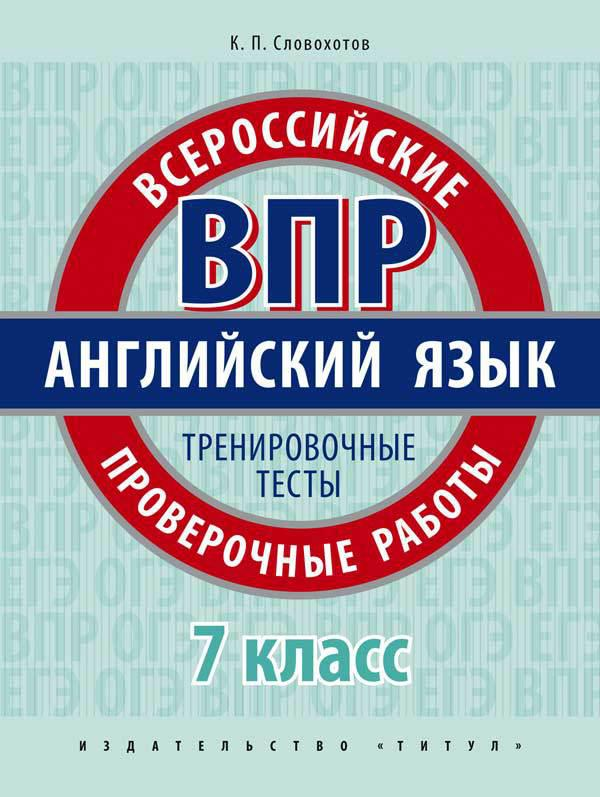 К. П. Словохотов
ВСЕРОССИЙСКИЕ
ВПР
АНГЛИЙСКИЙ ЯЗЫК
ТРЕНИРОВОЧНЫЕ
ТЕСТЫ
ПРОВЕРОЧНЫЕ РАБОТЫ
7 класс
ИЗДАТЕЛЬСТВО «ТИТУЛ»